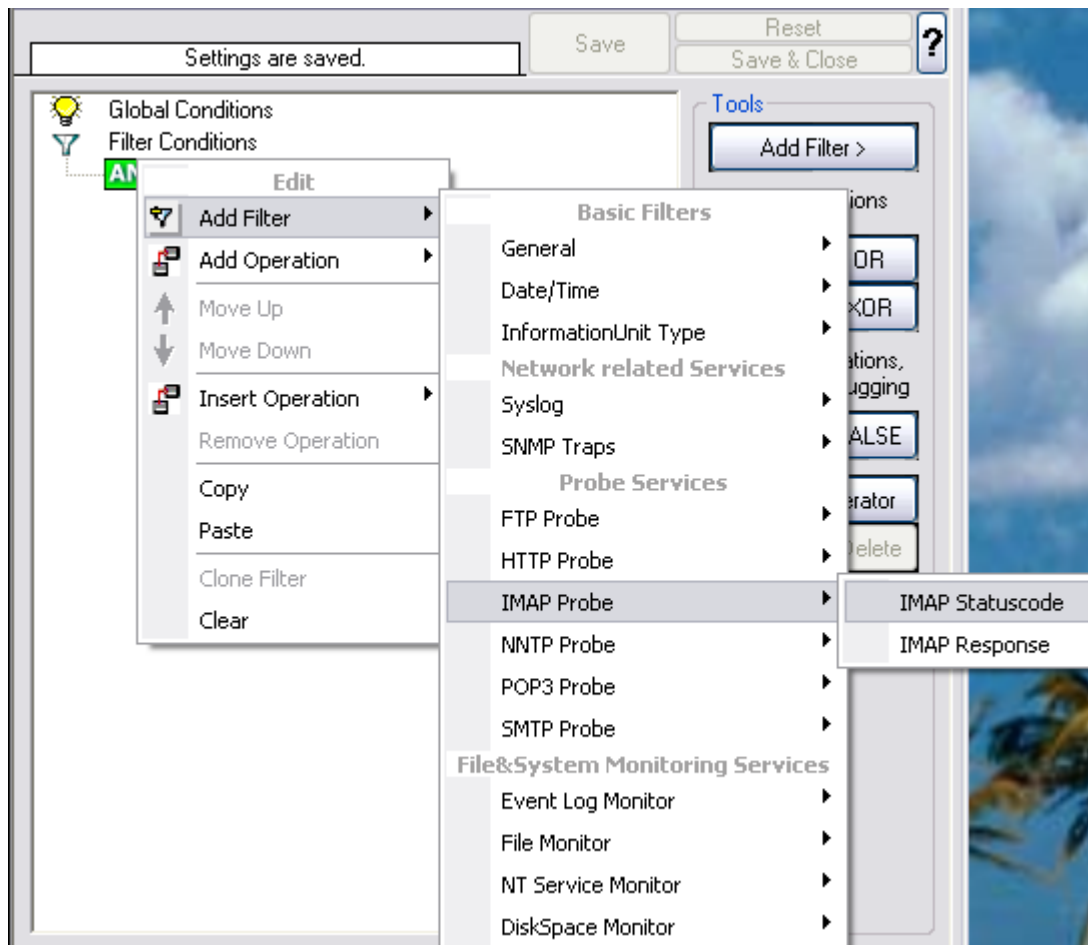 Settings are saved.
Save
Reset
Save & Close
?
Global Conditions
Filter Conditions
Tools
Add Filter >
OR
Edit
Add Filter
Add Operation
Move Up
Move Down
Insert Operation
Remove Operation
Copy
Paste
Clone Filter
Clear
Basic Filters
General
Date/Time
InformationUnit Type
Network related Services
Syslog
SNMP Traps
Probe Services
FTP Probe
HTTP Probe
IMAP Probe
NNTP Probe
POP3 Probe
SMTP Probe
File&System Monitoring Services
Event Log Monitor
File Monitor
NT Service Monitor
DiskSpace Monitor
IMAP Statuscode
IMAP Response